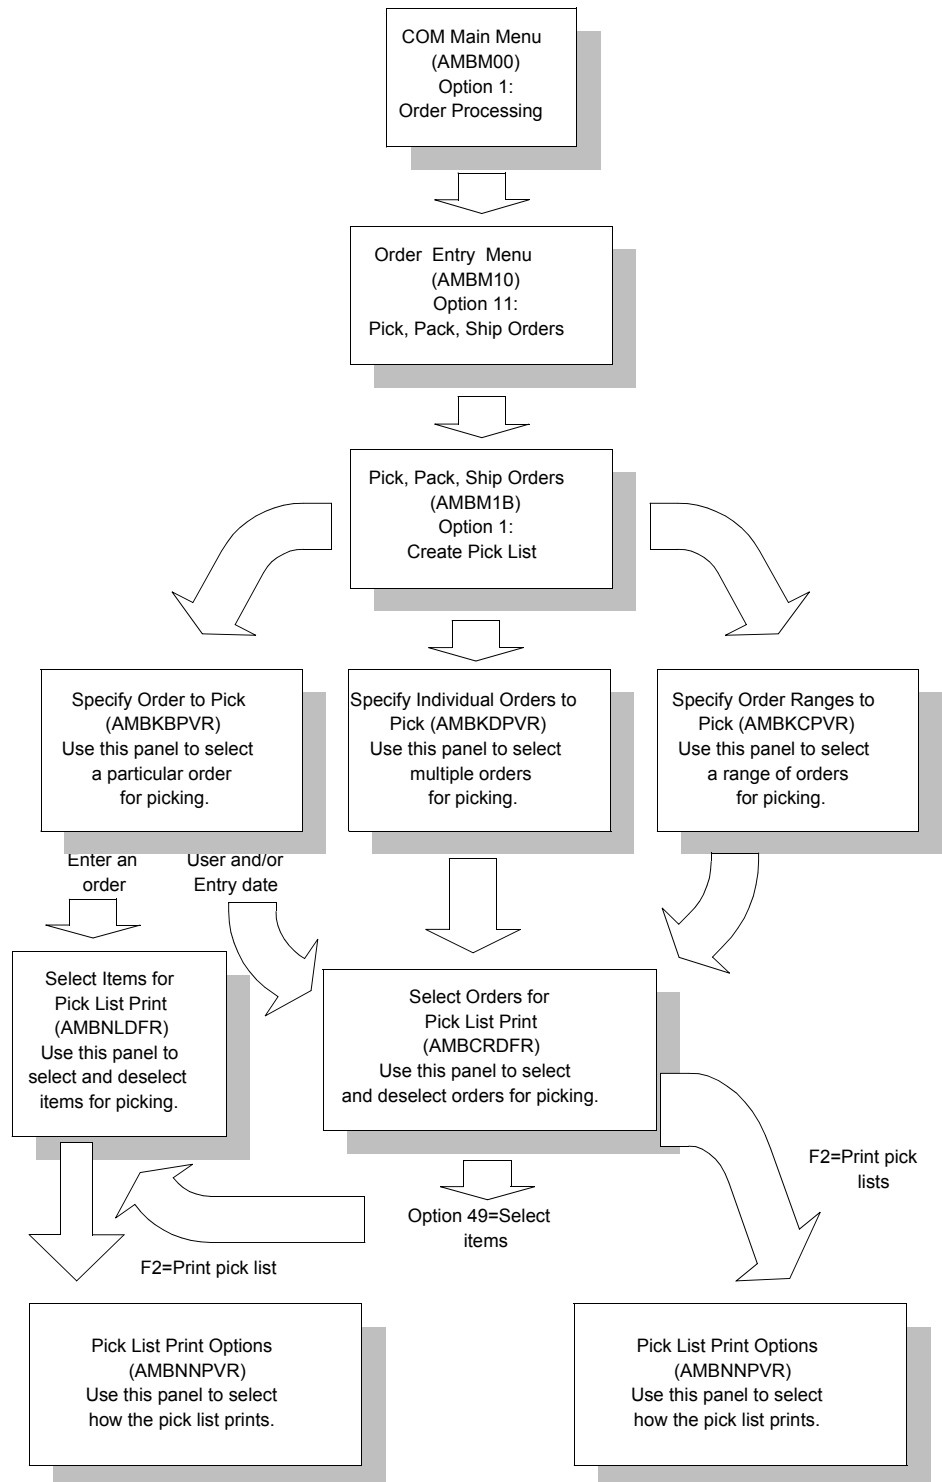 COM Main Menu
(AMBM00)
Option 1:
Order Processing
Order Entry Menu
(AMBM10)
Option 11:
Pick, Pack, Ship Orders
Pick, Pack, Ship Orders
(AMBM1B)
Option 1:
Create Pick List
Specify Order to Pick
(AMBKBPVR)
Use this panel to select
a particular order
for picking.
Specify Individual Orders to
Pick (AMBKDPVR)
Use this panel to select
multiple orders
for picking.
Specify Order Ranges to
Pick (AMBKCPVR)
Use this panel to select
a range of orders
for picking.
Enter an
order
User and/or
Entry date
Select Items for
Pick List Print
(AMBNLDFR)
Use this panel to
select and deselect
items for picking.
Select Orders for
Pick List Print
(AMBCRDFR)
Use this panel to select
and deselect orders for picking.
F2=Print pick
lists
Option 49=Select
items
F2=Print pick list
Pick List Print Options
(AMBNNPVR)
Use this panel to select
how the pick list prints.
Pick List Print Options
(AMBNNPVR)
Use this panel to select
how the pick list prints.